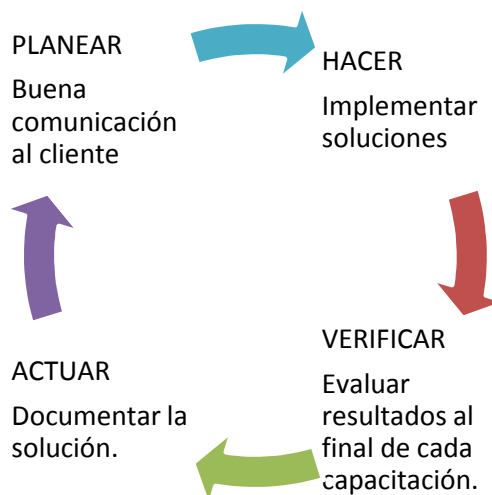 PLANEAR
Buena
comunicación
al cliente
HACER
Implementar
soluciones
VERIFICAR
Evaluar
resultados al
final de cada
capacitación.
ACTUAR
Documentar la
solución.